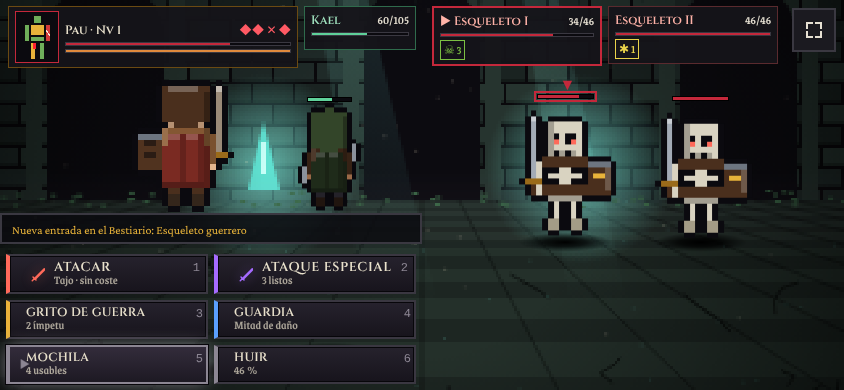 Pau · Nv 1
Kael 60/105
Esqueleto I 34/46
3
Esqueleto II 46/46
1
Nueva entrada en el Bestiario: Esqueleto guerrero
ATACAR 1
Tajo · sin coste
ATAQUE ESPECIAL 2
3 listos
GRITO DE GUERRA 3
2 ímpetu
GUARDIA 4
Mitad de daño
MOCHILA 5
4 usables
HUIR 6
46 %